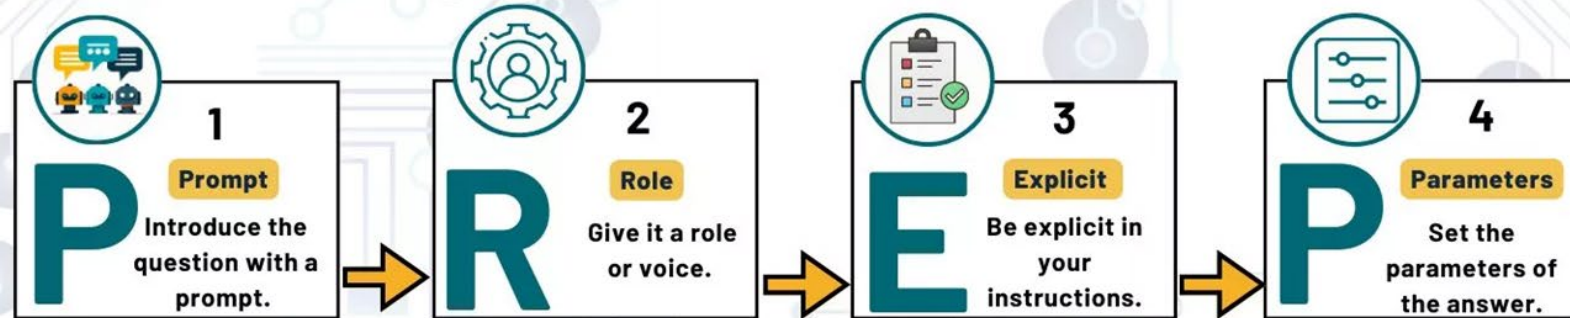 1
P
Prompt
Introduce the
question with a
prompt.
2
R
Role
Give it a role
or voice.
3
E
Explicit
Be explicit in
your
instructions.
4
P
Parameters
Set the
parameters of
the answer.